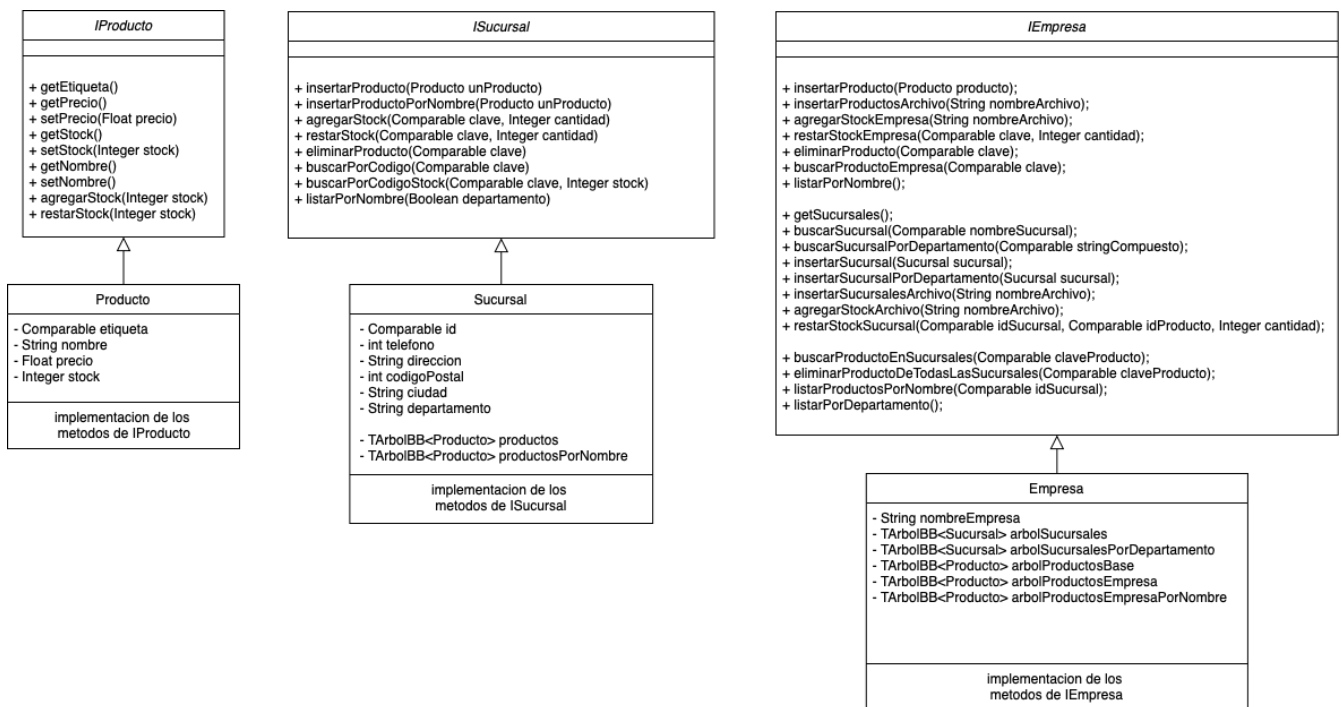 IProducto
+ getEtiqueta()
+ getPrecio()
+ setPrecio(Float precio)
+ getStock()
+ setStock(Integer stock)
+ getNombre()
+ setNombre()
+ agregarStock(Integer stock)
+ restarStock(Integer stock)
Producto
- Comparable etiqueta
- String nombre
- Float precio
- Integer stock
implementacion de los
metodos de IProducto
ISucursal
+ insertarProducto(Producto unProducto)
+ insertarProductoPorNombre(Producto unProducto)
+ agregarStock(Comparable clave, Integer cantidad)
+ restarStock(Comparable clave, Integer cantidad)
+ eliminarProducto(Comparable clave)
+ buscarPorCodigo(Comparable clave)
+ buscarPorCodigoStock(Comparable clave, Integer stock)
+ listarPorNombre(Boolean departamento)
Sucursal
- Comparable id
- int telefono
- String direccion
- int codigoPostal
- String ciudad
- String departamento
- TArbolBB<Producto> productos
- TArbolBB<Producto> productosPorNombre
implementacion de los
metodos de ISucursal
IEmpresa
+ insertarProducto(Producto producto);
+ insertarProductosArchivo(String nombreArchivo);
+ agregarStockEmpresa(String nombreArchivo);
+ restarStockEmpresa(Comparable clave, Integer cantidad);
+ eliminarProducto(Comparable clave);
+ buscarProductoEmpresa(Comparable clave);
+ listarPorNombre();
+ getSucursales();
+ buscarSucursal(Comparable nombreSucursal);
+ buscarSucursalPorDepartamento(Comparable stringCompuesto);
+ insertarSucursal(Sucursal sucursal);
+ insertarSucursalPorDepartamento(Sucursal sucursal);
+ insertarSucursalesArchivo(String nombreArchivo);
+ agregarStockArchivo(String nombreArchivo);
+ restarStockSucursal(Comparable idSucursal, Comparable idProducto, Integer cantidad);
+ buscarProductoEnSucursales(Comparable claveProducto);
+ eliminarProductoDeTodasLasSucursales(Comparable claveProducto);
+ listarProductosPorNombre(Comparable idSucursal);
+ listarPorDepartamento();
Empresa
- String nombreEmpresa
- TArbolBB<Sucursal> arbolSucursales
- TArbolBB<Sucursal> arbolSucursalesPorDepartamento
- TArbolBB<Producto> arbolProductosBase
- TArbolBB<Producto> arbolProductosEmpresa
- TArbolBB<Producto> arbolProductosEmpresaPorNombre
implementacion de los
metodos de IEmpresa